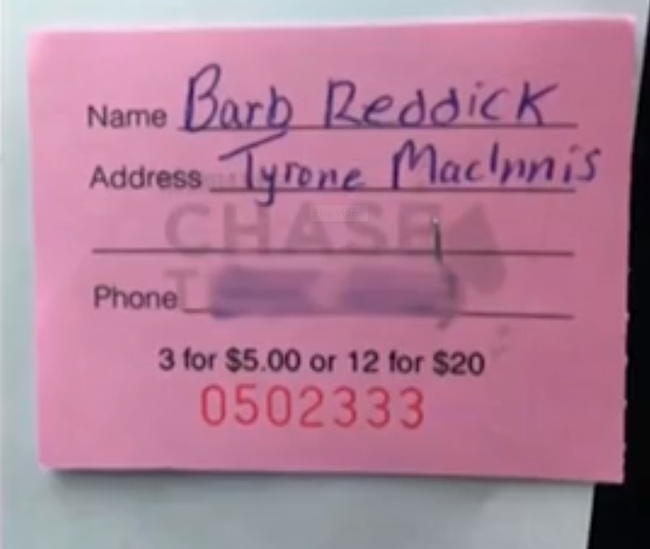 Name Barb Reddick
Address Tyrone MacInnis
CHASE
Phone
3 for $5.00 or 12 for $20
0502333